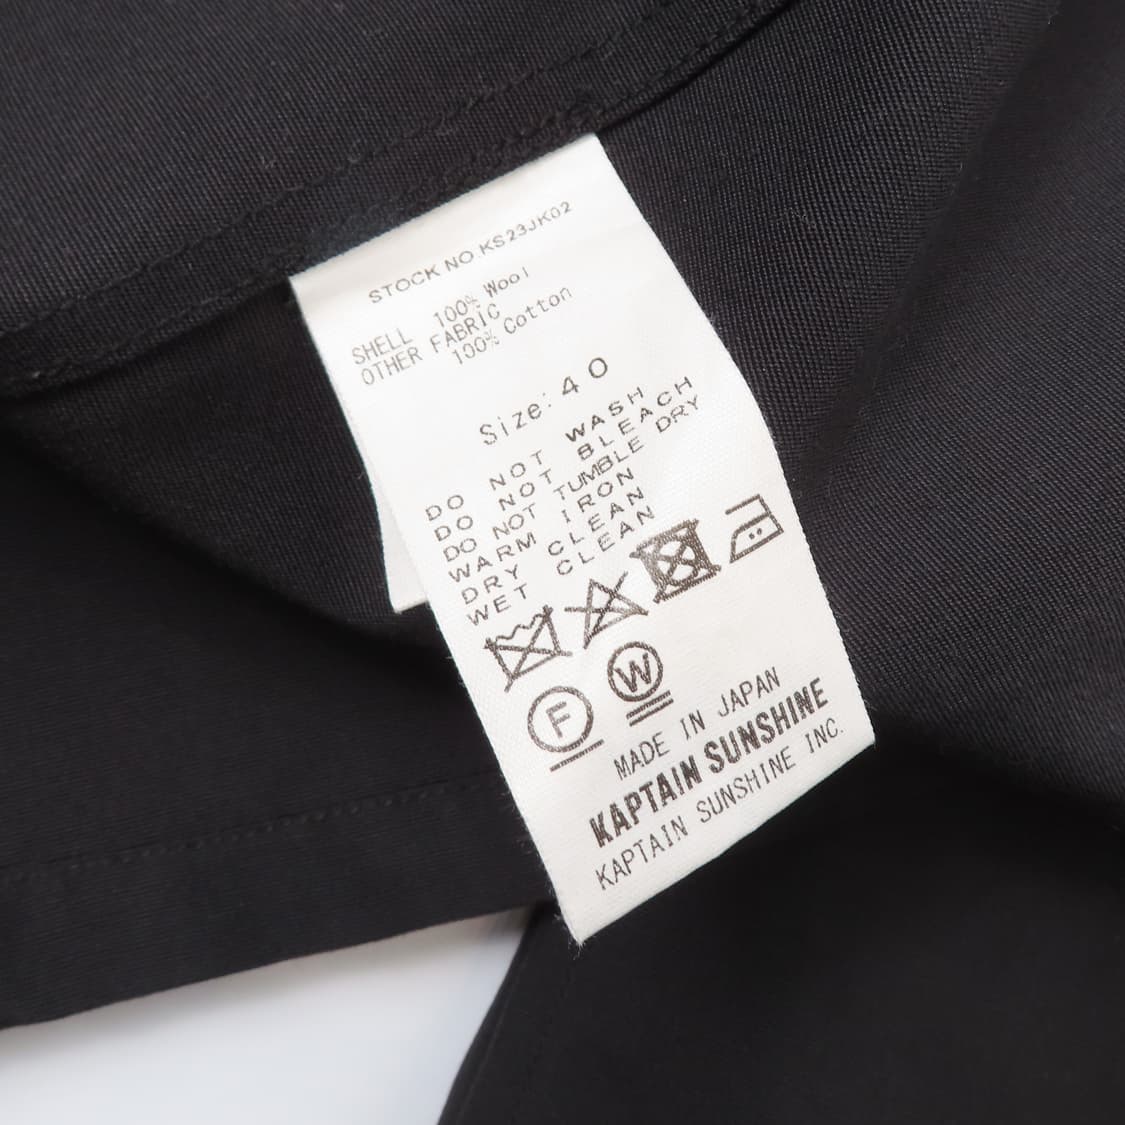 STOCK NO.KS23JK02
SHELL 100% Wool
OTHER FABRIC
100% Cotton
Size:40
DO NOT WASH
DO NOT BLEACH
DO NOT TUMBLE DRY
WARM IRON
DRY CLEAN
WET CLEAN
F W
MADE IN JAPAN
KAPTAIN SUNSHINE
KAPTAIN SUNSHINE INC.